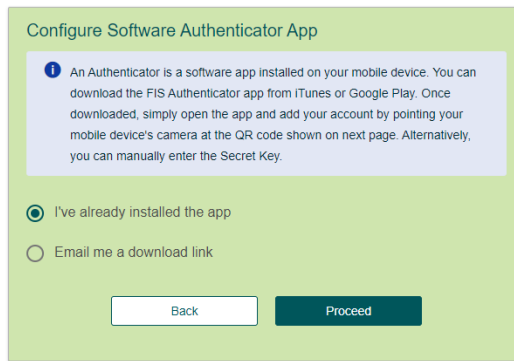 Configure Software Authenticator App
An Authenticator is a software app installed on your mobile device. You can
download the FIS Authenticator app from iTunes or Google Play. Once
downloaded, simply open the app and add your account by pointing your
mobile device's camera at the QR code shown on next page. Alternatively,
you can manually enter the Secret Key.
I've already installed the app
Email me a download link
Back Proceed